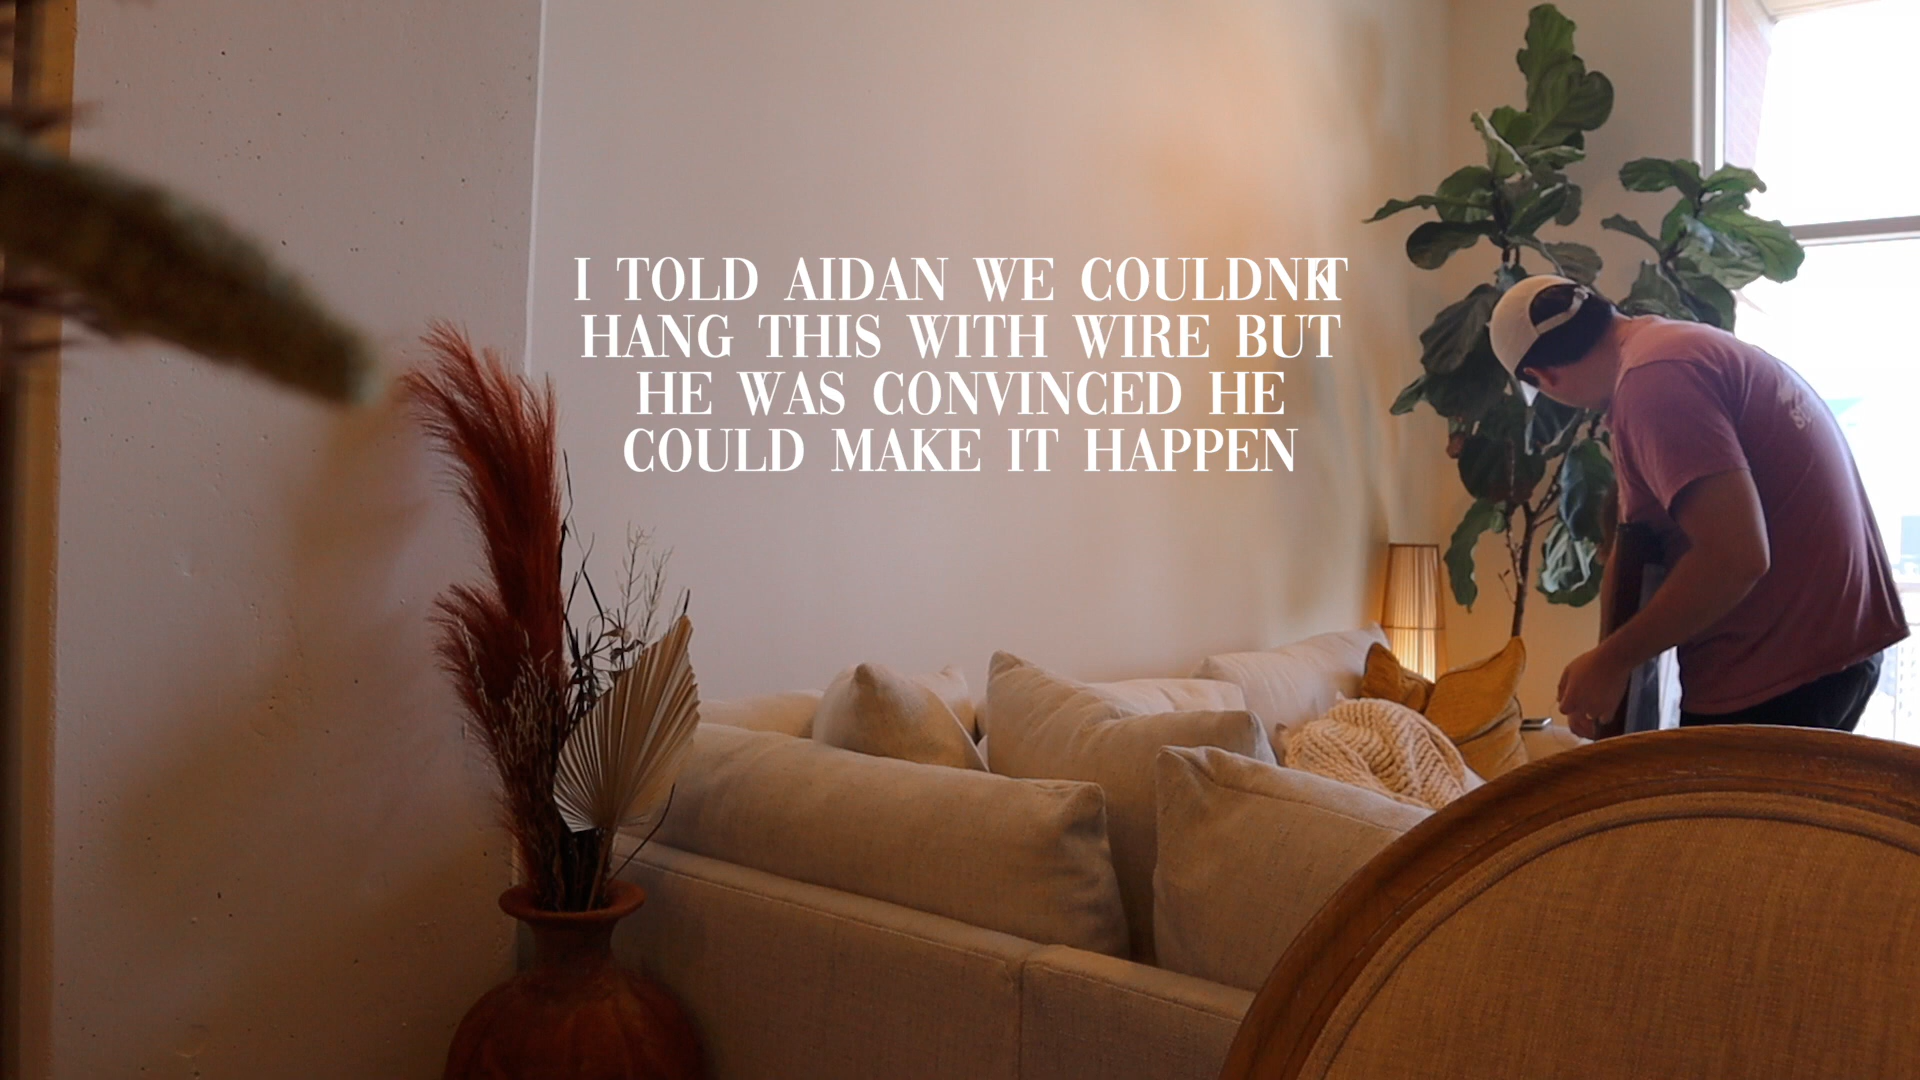 I TOLD AIDAN WE COULDN'T
HANG THIS WITH WIRE BUT
HE WAS CONVINCED HE
COULD MAKE IT HAPPEN